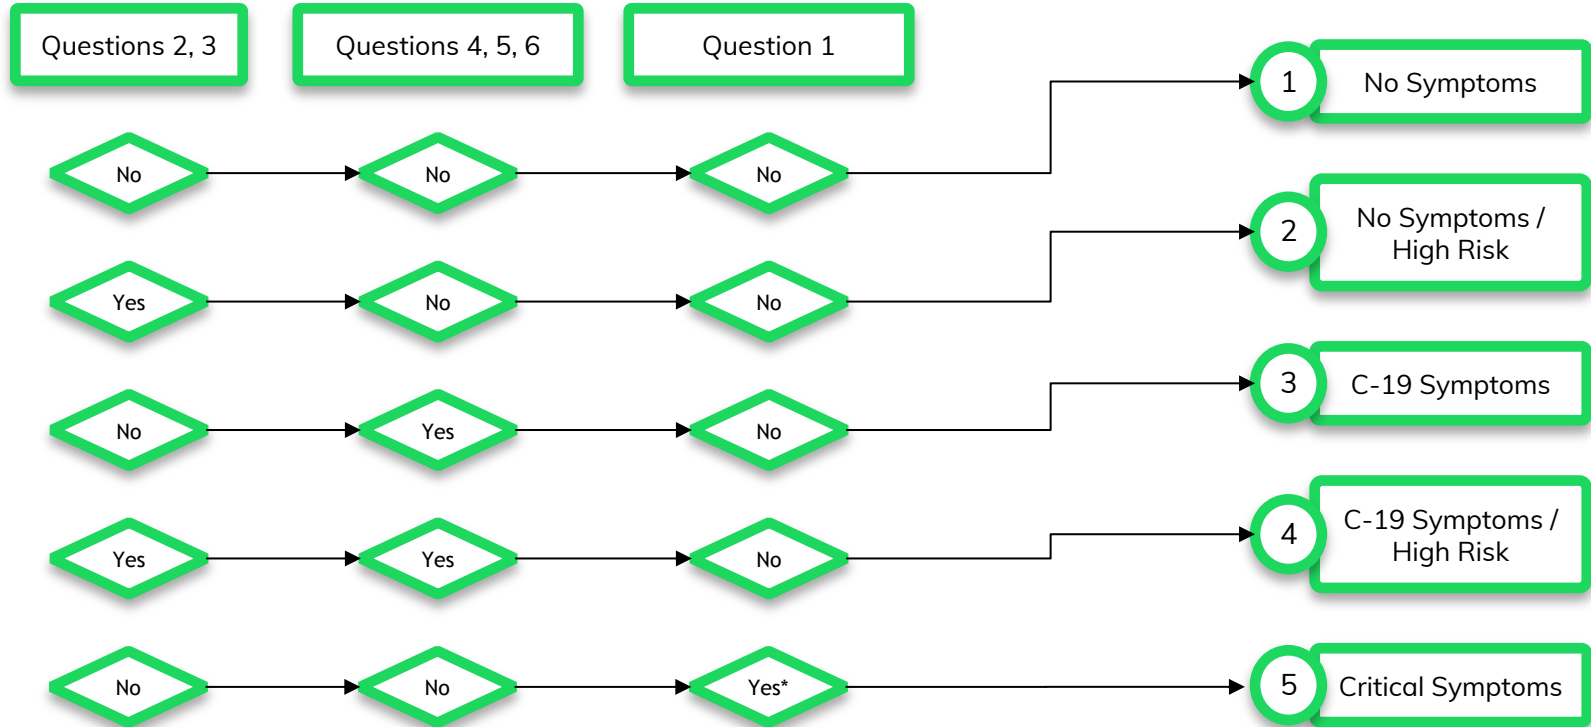 Questions 2, 3
Questions 4, 5, 6
Question 1
1
No Symptoms
No
No
No
2
No Symptoms /
High Risk
Yes
No
No
3
C-19 Symptoms
No
Yes
No
4
C-19 Symptoms /
High Risk
Yes
Yes
No
No
No
Yes*
5
Critical Symptoms